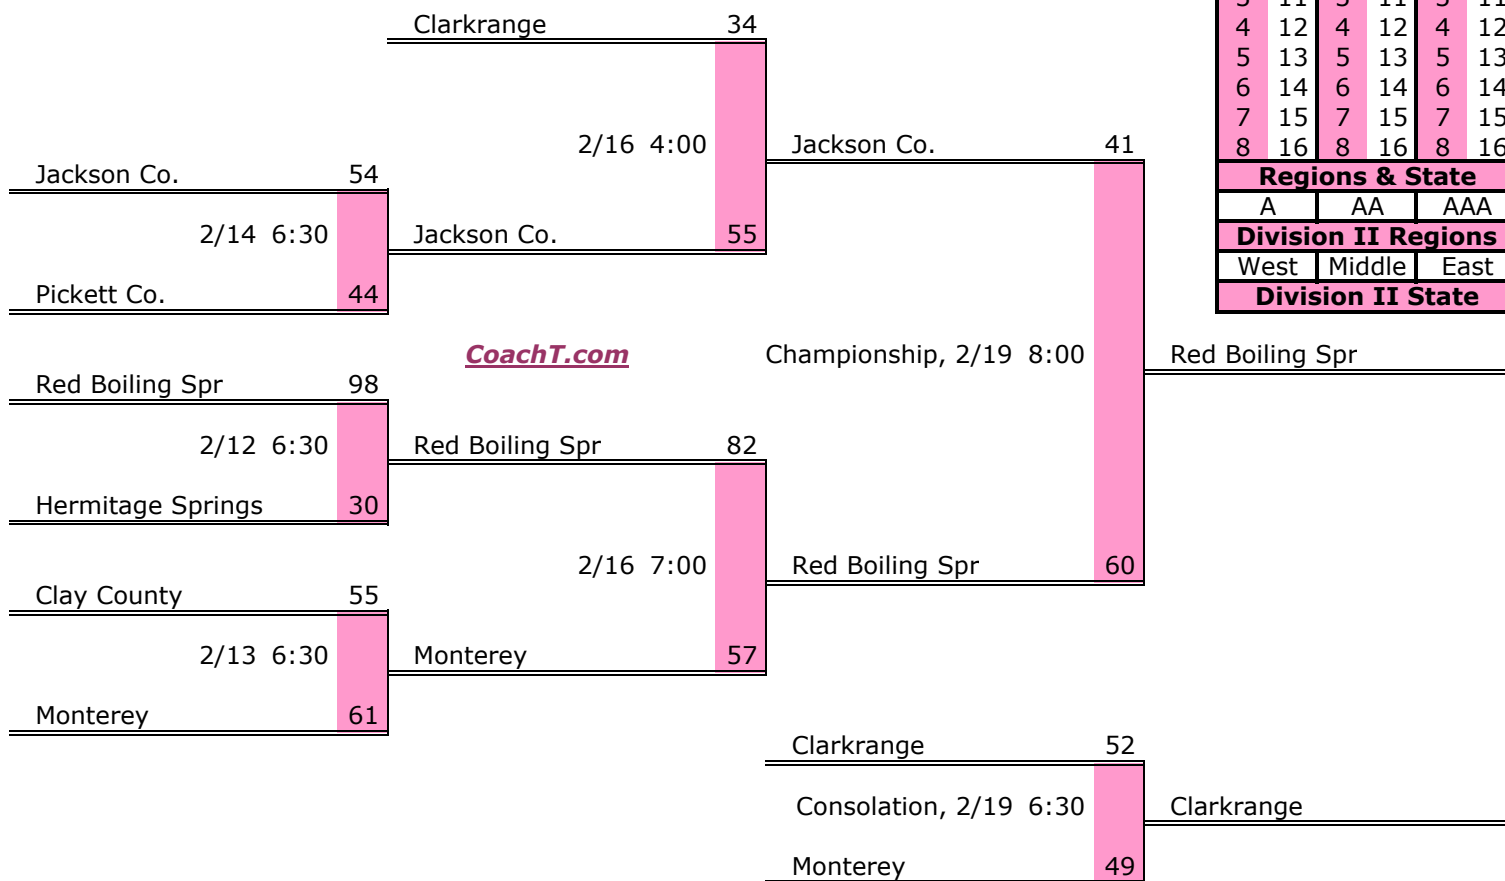 3 11 3 11 3 11
Clarkrange 34
4 12 4 12 4 12
5 13 5 13 5 13
6 14 6 14 6 14
7 15 7 15 7 15
2/16 4:00 Jackson Co. 41
8 16 8 16 8 16
Jackson Co. 54
Regions & State
A AA AAA
2/14 6:30 Jackson Co. 55
Division II Regions
West Middle East
Pickett Co. 44
Division II State
CoachT.com Championship, 2/19 8:00 Red Boiling Spr
Red Boiling Spr 98
2/12 6:30 Red Boiling Spr 82
Hermitage Springs 30
2/16 7:00 Red Boiling Spr 60
Clay County 55
2/13 6:30 Monterey 57
Monterey 61
Clarkrange 52
Consolation, 2/19 6:30 Clarkrange
Monterey 49